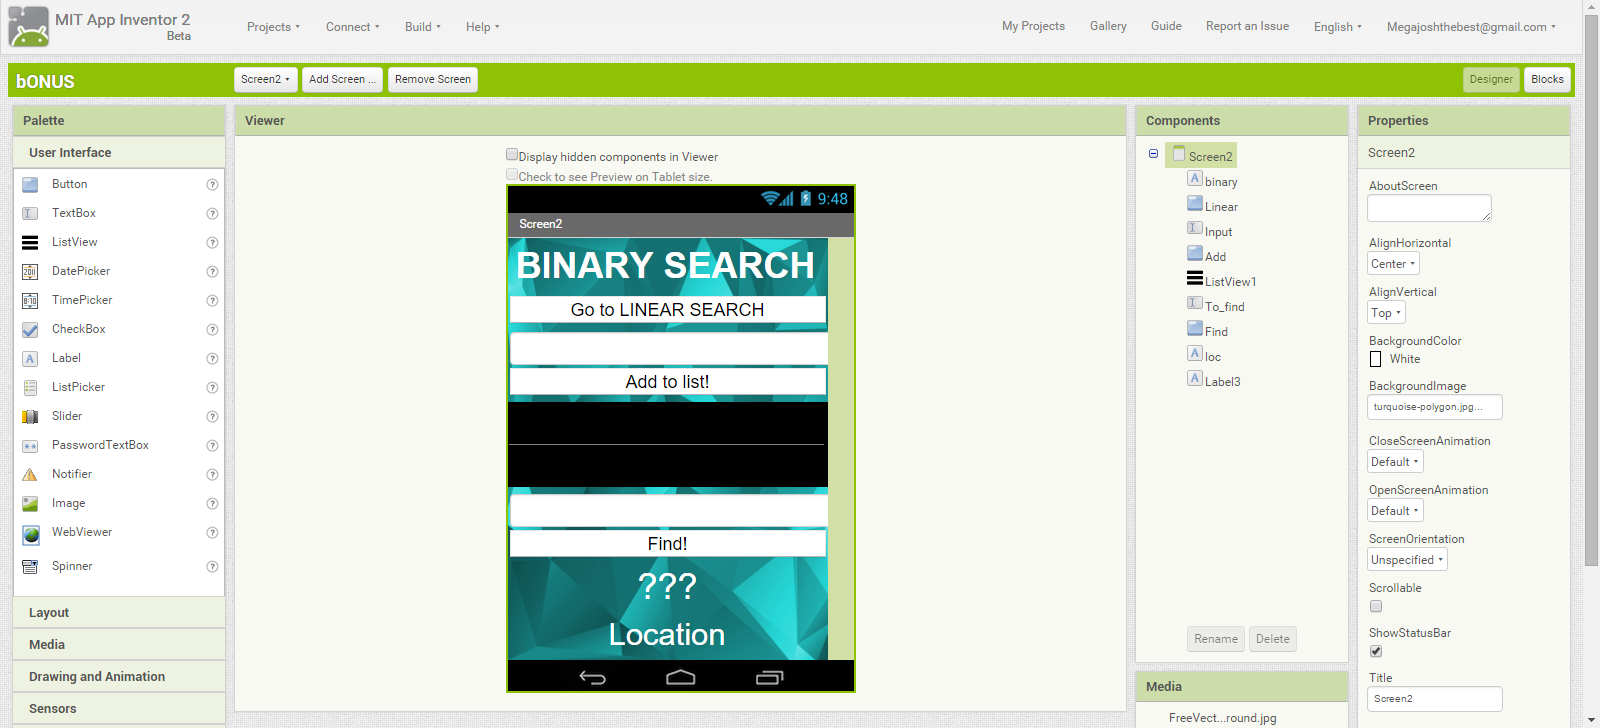 MIT App Inventor 2
Beta
Projects Connect Build Help
My Projects Gallery Guide Report an Issue English Megajoshthebest@gmail.com
bONUS
Screen2 Add Screen ... Remove Screen
Designer Blocks
Palette
User Interface
Button ?
TextBox ?
ListView ?
DatePicker ?
TimePicker ?
CheckBox ?
Label ?
ListPicker ?
Slider ?
PasswordTextBox ?
Notifier ?
Image ?
WebViewer ?
Spinner ?
Layout
Media
Drawing and Animation
Sensors
Viewer
Display hidden components in Viewer
Check to see Preview on Tablet size.
9:48
Screen2
BINARY SEARCH
Go to LINEAR SEARCH
Add to list!
Find!
???
Location
Components
Screen2
binary
Linear
Input
Add
ListView1
To_find
Find
loc
Label3
Rename Delete
Media
FreeVect...round.jpg
Properties
Screen2
AboutScreen
AlignHorizontal
Center
AlignVertical
Top
BackgroundColor
White
BackgroundImage
turquoise-polygon.jpg...
CloseScreenAnimation
Default
OpenScreenAnimation
Default
ScreenOrientation
Unspecified
Scrollable
ShowStatusBar
Title
Screen2